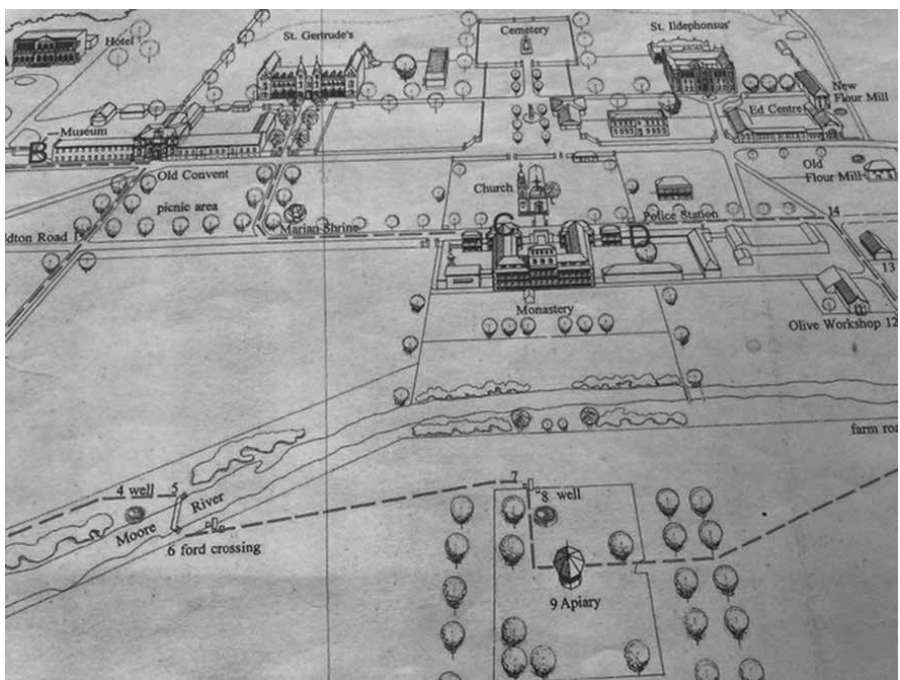 Hotel
St. Gertrude's
Cemetery
St. Ildephonsus'
New
Flour Mill
Ed Centre
Museum
B
Old Convent
picnic area
Church
Old
Flour Mill
Marian Shrine
C
Police Station
D
14
Road
13
Monastery
Olive Workshop 12
farm
4 well
5
Moore River
6 ford crossing
7
8 well
9 Apiary